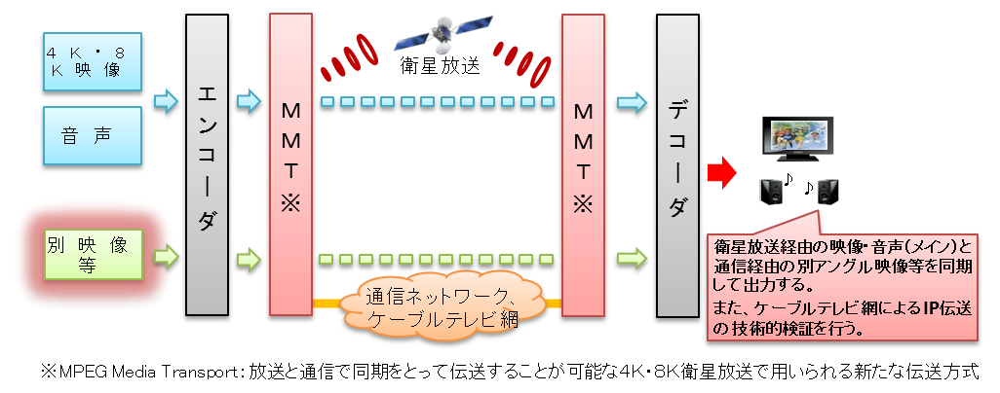 4 K ・ 8
K 映 像
音 声
別 映 像
等
エンコーダ
MMT※
衛星放送
通信ネットワーク、
ケーブルテレビ網
MMT※
デコーダ
♪
♪
衛星放送経由の映像・音声(メイン)と
通信経由の別アングル映像等を同期
して出力する。
また、ケーブルテレビ網によるIP伝送
の技術的検証を行う。
※MPEG Media Transport:放送と通信で同期をとって伝送することが可能な4K・8K衛星放送で用いられる新たな伝送方式